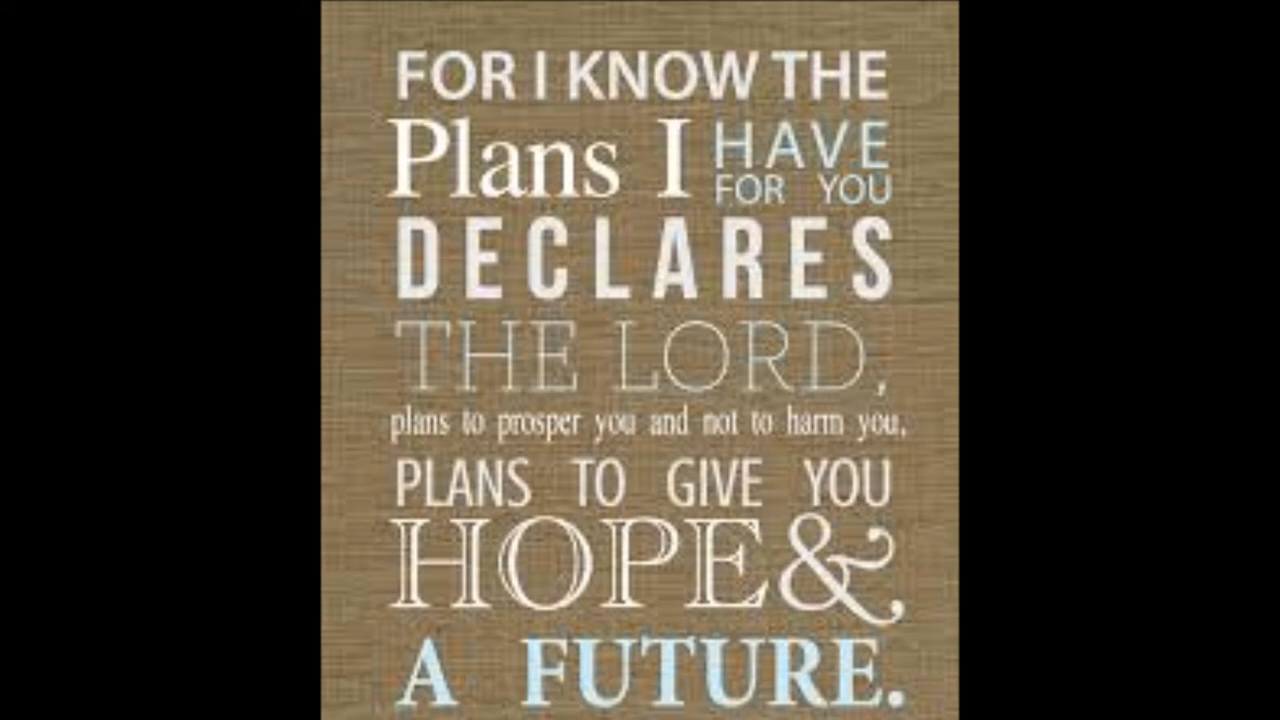 FOR I KNOW THE
Plans I HAVE
FOR YOU
DECLARES
THE LORD,
plans to prosper you and not to harm you,
PLANS TO GIVE YOU
HOPE &
A FUTURE.